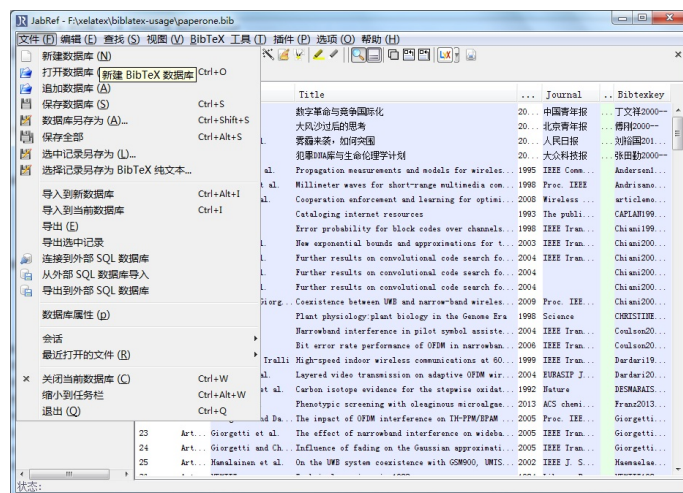 JabRef - F:\xelatex\biblatex-usage\paperone.bib
文件 (F) 编辑 (E) 查找 (S) 视图 (V) BibTeX 工具 (T) 插件 (P) 选项 (O) 帮助 (H)
新建数据库 (N)
打开数据库 Ctrl+O
新建 BibTeX 数据库
追加数据库 (A)
保存数据库 (S) Ctrl+S
数据库另存为 (A)... Ctrl+Shift+S
保存全部 Ctrl+Alt+S
选中记录另存为 (L)...
选择记录另存为 BibTeX 纯文本...
导入到新数据库 Ctrl+Alt+I
导入到当前数据库 Ctrl+I
导出 (E)
导出选中记录
连接到外部 SQL 数据库
从外部 SQL 数据库导入
导出到外部 SQL 数据库
数据库属性 (p)
会话
最近打开的文件 (R)
关闭当前数据库 (C) Ctrl+W
缩小到任务栏 Ctrl+Alt+W
退出 (Q) Ctrl+Q
Title ... Journal .. Bibtexkey
数字革命与竞争国际化 20... 中国青年报 ... 丁文祥2000--
大风沙过后的思考 20... 北京青年报 ... 傅刚2000--
雾霾来袭，如何突围 20... 人民日报 ... 刘裕国201...
犯罪DNA库与生命伦理学计划 20... 大众科技报 ... 张田勤2000--
al. Propagation measurements and models for wireles... 1995 IEEE Comm... Andersen1...
t al. Millimeter waves for short-range multimedia com... 1998 Proc. IEEE Andrisano...
al. Cooperation enforcement and learning for optimi... 2008 Wireless ... articlemo...
Cataloging internet resources 1993 The publi... CAPLAN199...
Error probability for block codes over channels... 1998 IEEE Tran... Chiani199...
l. New exponential bounds and approximations for t... 2003 IEEE Tran... Chiani200...
l. Further results on convolutional code search fo... 2004 IEEE Tran... Chiani200...
l. Further results on convolutional code search fo... 2004 Chiani200...
l. Further results on convolutional code search fo... 2004 Chiani200...
Giorg... Coexistence between UWB and narrow-band wireles... 2009 Proc. IEE... Chiani200...
Plant physiology:plant biology in the Genome Era 1998 Science CHRISTINE...
Narrowband interference in pilot symbol assiste... 2004 IEEE Tran... Coulson20...
Bit error rate performance of OFDM in narrowban... 2006 IEEE Tran... Coulson200...
Tralli High-speed indoor wireless communications at 60... 1999 IEEE Tran... Dardari19...
al. Layered video transmission on adaptive OFDM wir... 2004 EURASIP J... Dardari20...
et al. Carbon isotope evidence for the stepwise oxidat... 1992 Nature DESMARAIS...
Phenotypic screening with oleaginous microalgae... 2013 ACS chemi... Franz2013...
nd Da... The impact of OFDM interference on TH-PPM/BPAM ... 2005 Proc. IEE... Giorgetti...
23 Art... Giorgetti et al. The effect of narrowband interference on wideba... 2005 IEEE Tran... Giorgetti...
24 Art... Giorgetti and Ch... Influence of fading on the Gaussian approximati... 2005 IEEE Tran... Giorgetti...
25 Art... Hamalainen et al. On the UWB system coexistence with GSM900, UMTS... 2002 IEEE J. S... Haemaelae...
状态: